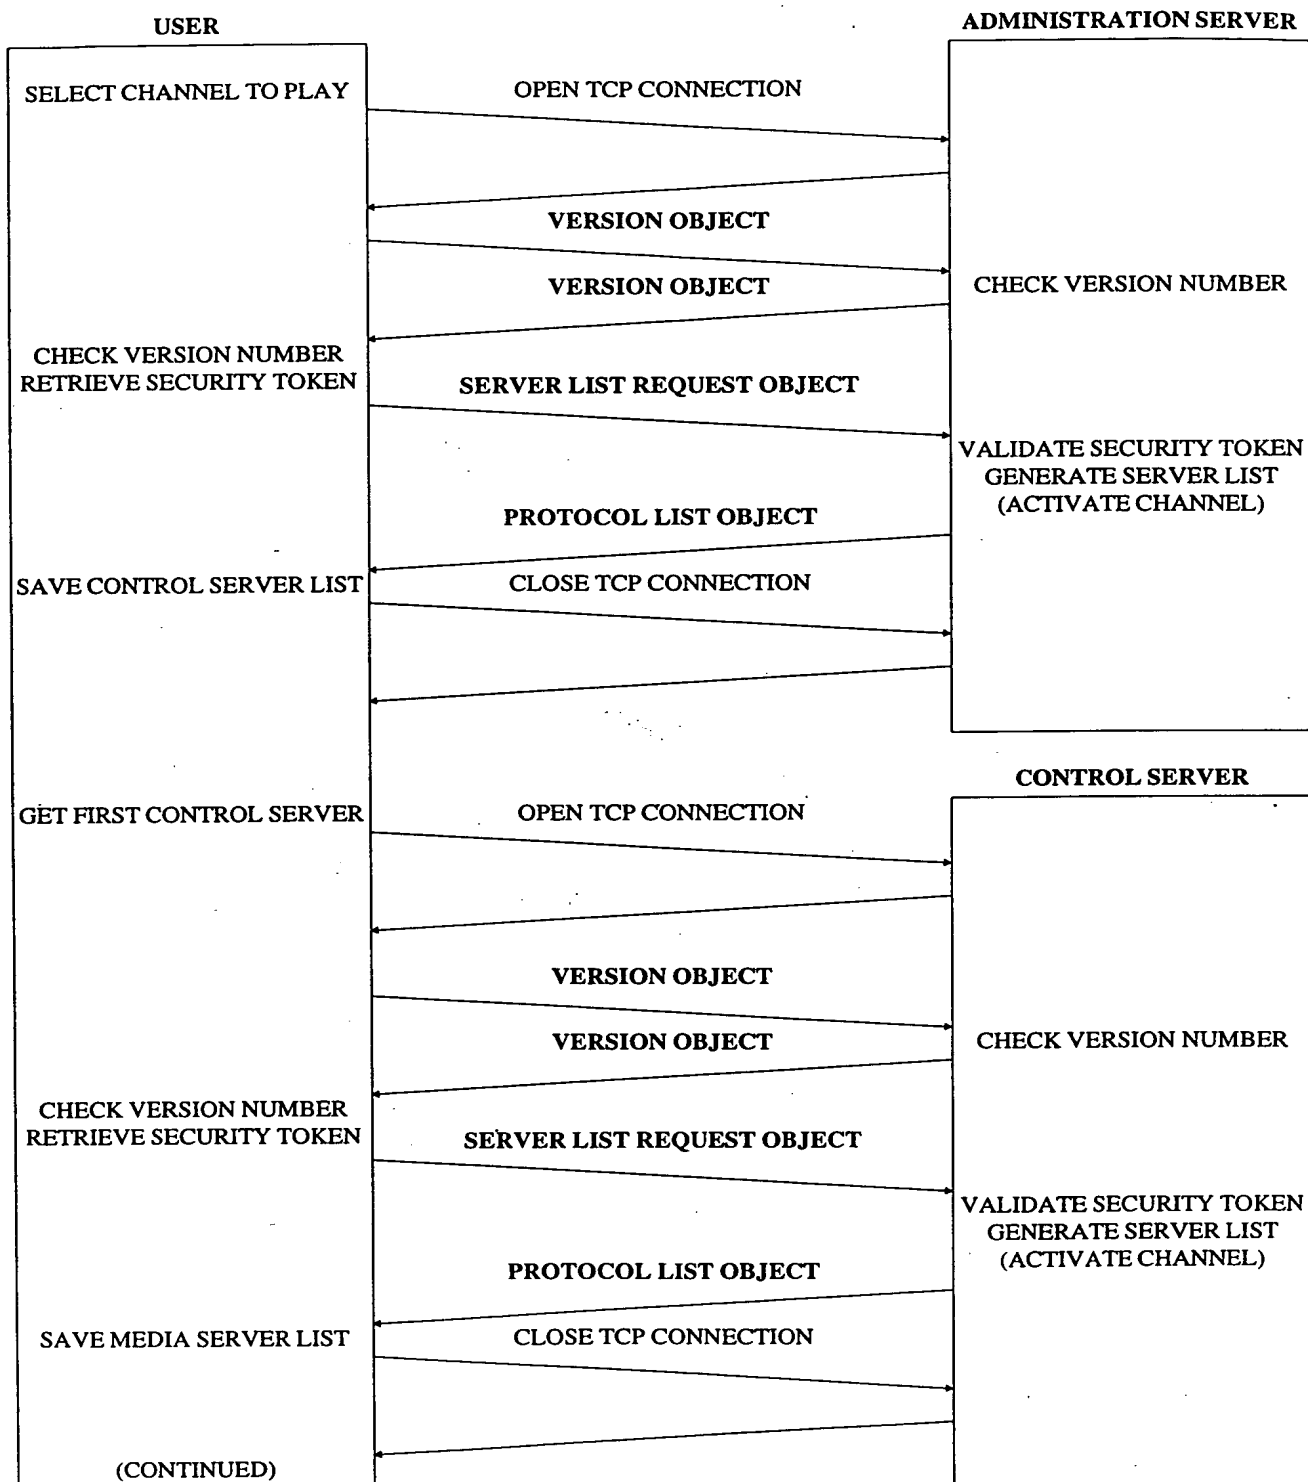 USER
ADMINISTRATION SERVER
SELECT CHANNEL TO PLAY
OPEN TCP CONNECTION
VERSION OBJECT
VERSION OBJECT
CHECK VERSION NUMBER
CHECK VERSION NUMBER
RETRIEVE SECURITY TOKEN
SERVER LIST REQUEST OBJECT
VALIDATE SECURITY TOKEN
GENERATE SERVER LIST
(ACTIVATE CHANNEL)
PROTOCOL LIST OBJECT
SAVE CONTROL SERVER LIST
CLOSE TCP CONNECTION
CONTROL SERVER
GET FIRST CONTROL SERVER
OPEN TCP CONNECTION
VERSION OBJECT
VERSION OBJECT
CHECK VERSION NUMBER
CHECK VERSION NUMBER
RETRIEVE SECURITY TOKEN
SERVER LIST REQUEST OBJECT
VALIDATE SECURITY TOKEN
GENERATE SERVER LIST
(ACTIVATE CHANNEL)
PROTOCOL LIST OBJECT
SAVE MEDIA SERVER LIST
CLOSE TCP CONNECTION
(CONTINUED)